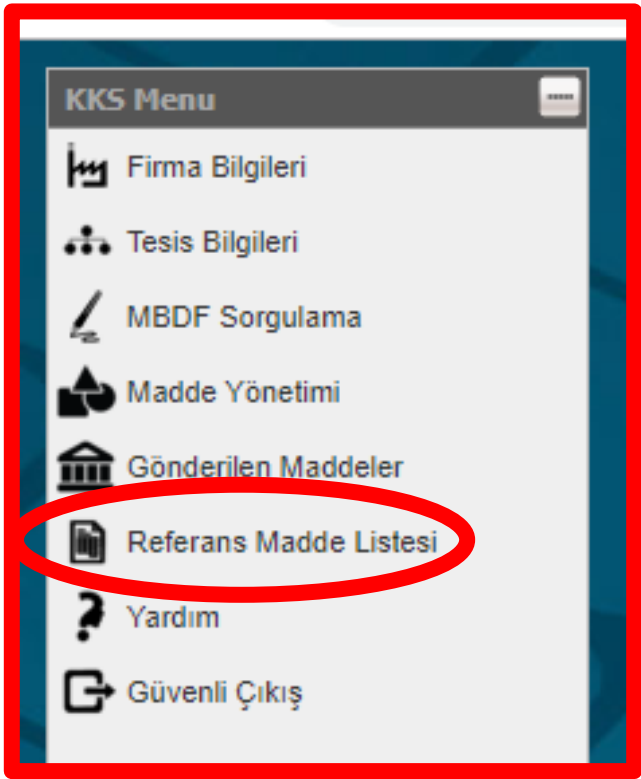 KKS Menu
Firma Bilgileri
Tesis Bilgileri
MBDF Sorgulama
Madde Yönetimi
Gönderilen Maddeler
Referans Madde Listesi
Yardım
Güvenli Çıkış